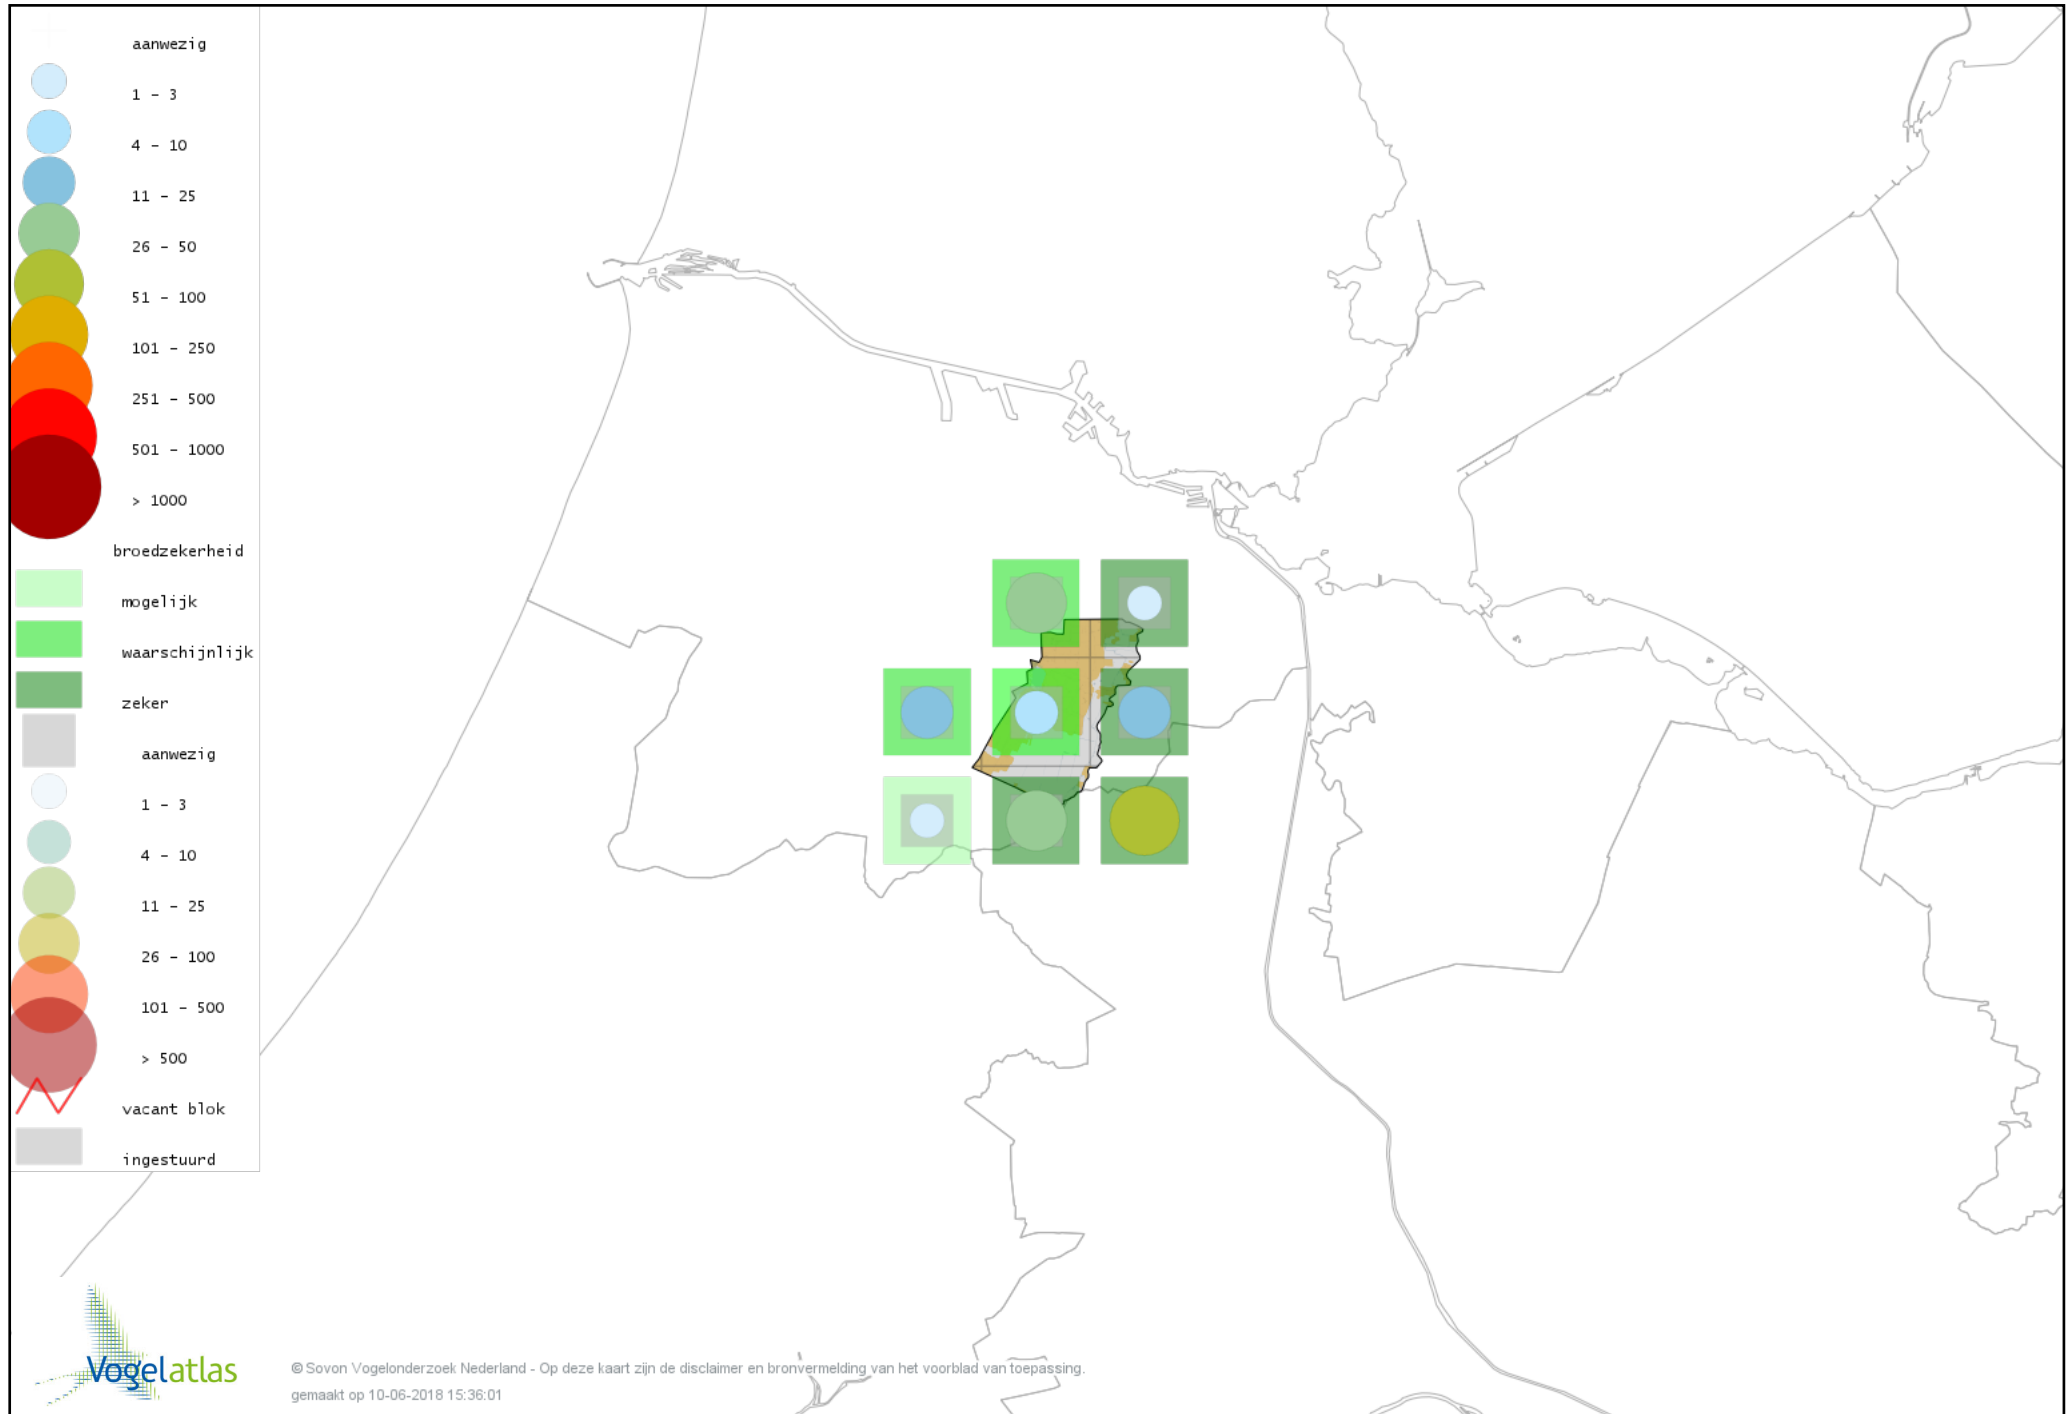 aanwezig
1 - 3
4 - 10
11 - 25
26 - 50
51 - 100
101 - 250
251 - 500
501 - 1000
> 1000
broedzekerheid
mogelijk
waarschijnlijk
zeker
aanwezig
1 - 3
4 - 10
11 - 25
26 - 100
101 - 500
> 500
vacant blok
ingestuurd
Vogelatlas
© Sovon Vogelonderzoek Nederland - Op deze kaart zijn de disclaimer en bronvermelding van het voorblad van toepassing.
gemaakt op 10-06-2018 15:36:01